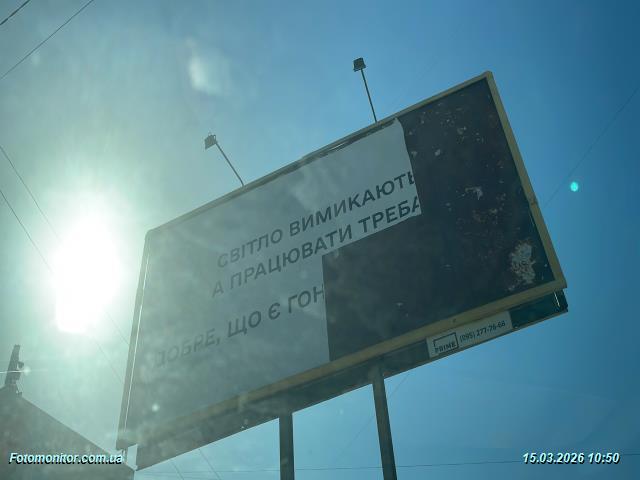 СВІТЛО ВИМИКАЮТЬ
А ПРАЦЮВАТИ ТРЕБА
ДОБРЕ, ЩО Є ГОН
PRIME (095) 277-76-66
Fotomonitor.com.ua
15.03.2026 10:50